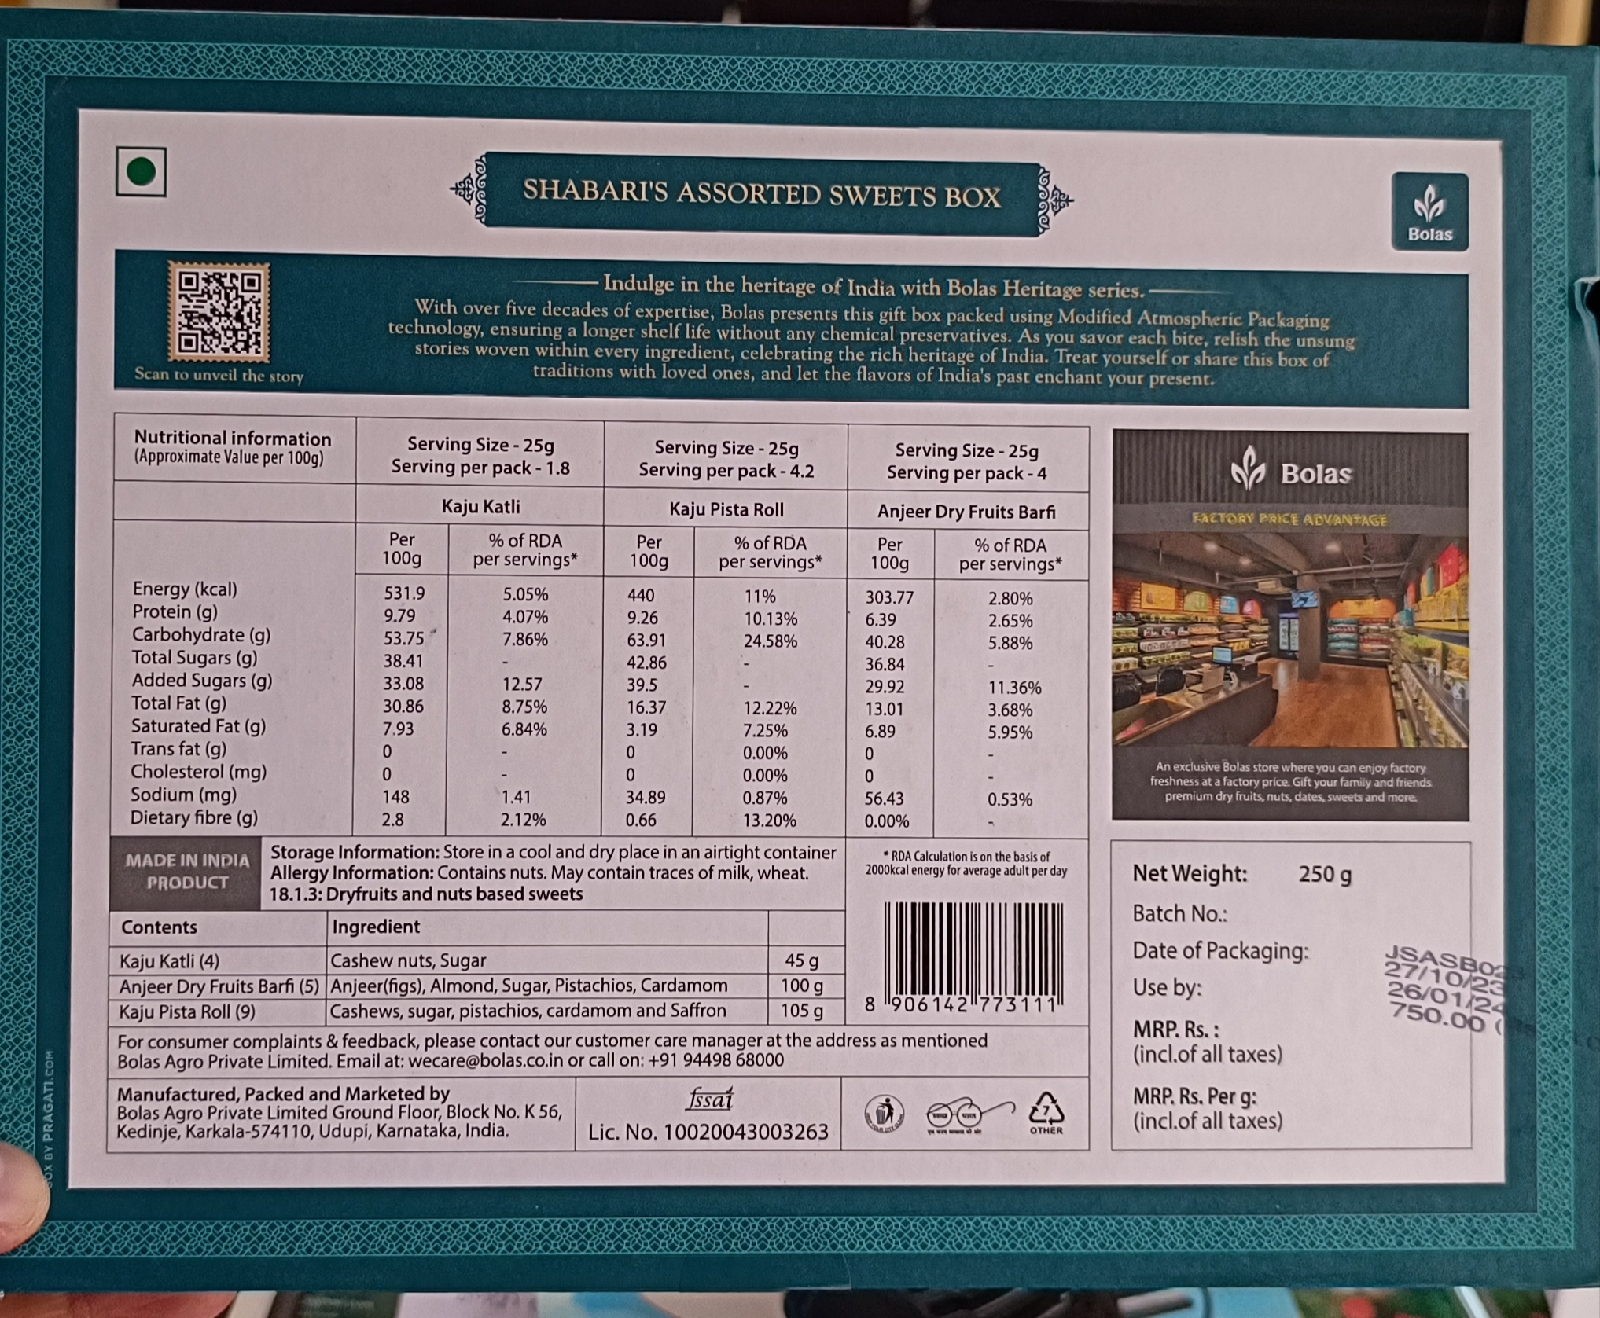 SHABARI'S ASSORTED SWEETS BOX
Bolas
Scan to unveil the story
Indulge in the heritage of India with Bolas Heritage series.
With over five decades of expertise, Bolas presents this gift box packed using Modified Atmospheric Packaging
technology, ensuring a longer shelf life without any chemical preservatives. As you savor each bite, relish the unsung
stories woven within every ingredient, celebrating the rich heritage of India. Treat yourself or share this box of
traditions with loved ones, and let the flavors of India's past enchant your present.
Nutritional information
(Approximate Value per 100g)
Serving Size - 25g
Serving per pack - 1.8
Serving Size - 25g
Serving per pack - 4.2
Serving Size - 25g
Serving per pack - 4
Kaju Katli Kaju Pista Roll Anjeer Dry Fruits Barfi
Per
100g
% of RDA
per servings*
Per
100g
% of RDA
per servings*
Per
100g
% of RDA
per servings*
Energy (kcal) 531.9 5.05% 440 11% 303.77 2.80%
Protein (g) 9.79 4.07% 9.26 10.13% 6.39 2.65%
Carbohydrate (g) 53.75 7.86% 63.91 24.58% 40.28 5.88%
Total Sugars (g) 38.41 - 42.86 - 36.84 -
Added Sugars (g) 33.08 12.57 39.5 - 29.92 11.36%
Total Fat (g) 30.86 8.75% 16.37 12.22% 13.01 3.68%
Saturated Fat (g) 7.93 6.84% 3.19 7.25% 6.89 5.95%
Trans fat (g) 0 - 0 0.00% 0 -
Cholesterol (mg) 0 - 0 0.00% 0 -
Sodium (mg) 148 1.41 34.89 0.87% 56.43 0.53%
Dietary fibre (g) 2.8 2.12% 0.66 13.20% 0.00% -
MADE IN INDIA
PRODUCT
Storage Information: Store in a cool and dry place in an airtight container
Allergy Information: Contains nuts. May contain traces of milk, wheat.
18.1.3: Dryfruits and nuts based sweets
* RDA Calculation is on the basis of
2000kcal energy for average adult per day
Contents Ingredient
Kaju Katli (4) Cashew nuts, Sugar 45 g
Anjeer Dry Fruits Barfi (5) Anjeer(figs), Almond, Sugar, Pistachios, Cardamom 100 g
Kaju Pista Roll (9) Cashews, sugar, pistachios, cardamom and Saffron 105 g
8 906142 773111
For consumer complaints & feedback, please contact our customer care manager at the address as mentioned
Bolas Agro Private Limited. Email at: wecare@bolas.co.in or call on: +91 94498 68000
Manufactured, Packed and Marketed by
Bolas Agro Private Limited Ground Floor, Block No. K 56,
Kedinje, Karkala-574110, Udupi, Karnataka, India.
fssai
Lic. No. 10020043003263
7
OTHER
Bolas
FACTORY PRICE ADVANTAGE
An exclusive Bolas store where you can enjoy factory
freshness at a factory price. Gift your family and friends
premium dry fruits, nuts, dates, sweets and more.
Net Weight: 250 g
Batch No.:
Date of Packaging:
Use by:
MRP. Rs. :
(incl.of all taxes)
MRP. Rs. Per g:
(incl.of all taxes)
27/10/23
26/01/24
750.00
BOX BY PRAGATI.COM